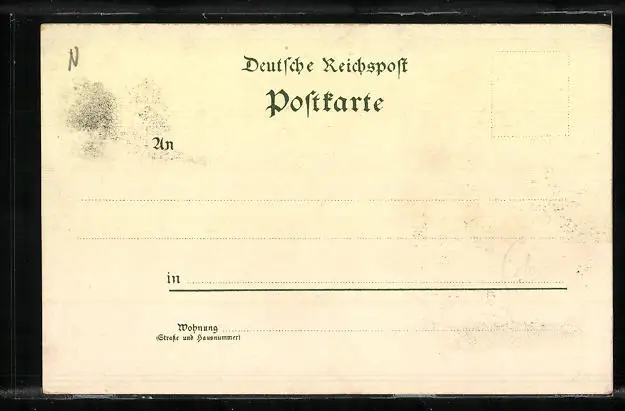 N
Deutsche Reichspost
Postkarte
An
in
Wohnung
(Straße und Hausnummer)